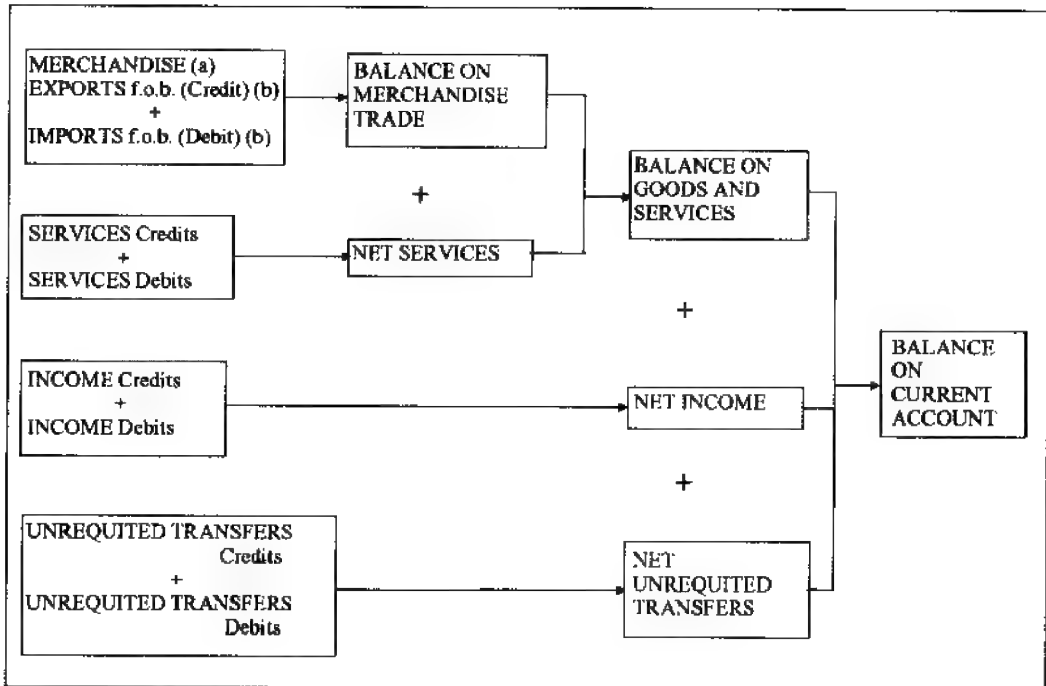 MERCHANDISE (a)
EXPORTS f.o.b. (Credit) (b)
+
IMPORTS f.o.b. (Debit) (b)
BALANCE ON
MERCHANDISE
TRADE
+
SERVICES Credits
+
SERVICES Debits
NET SERVICES
BALANCE ON
GOODS AND
SERVICES
+
INCOME Credits
+
INCOME Debits
NET INCOME
+
UNREQUITED TRANSFERS
Credits
+
UNREQUITED TRANSFERS
Debits
NET
UNREQUITED
TRANSFERS
BALANCE
ON
CURRENT
ACCOUNT